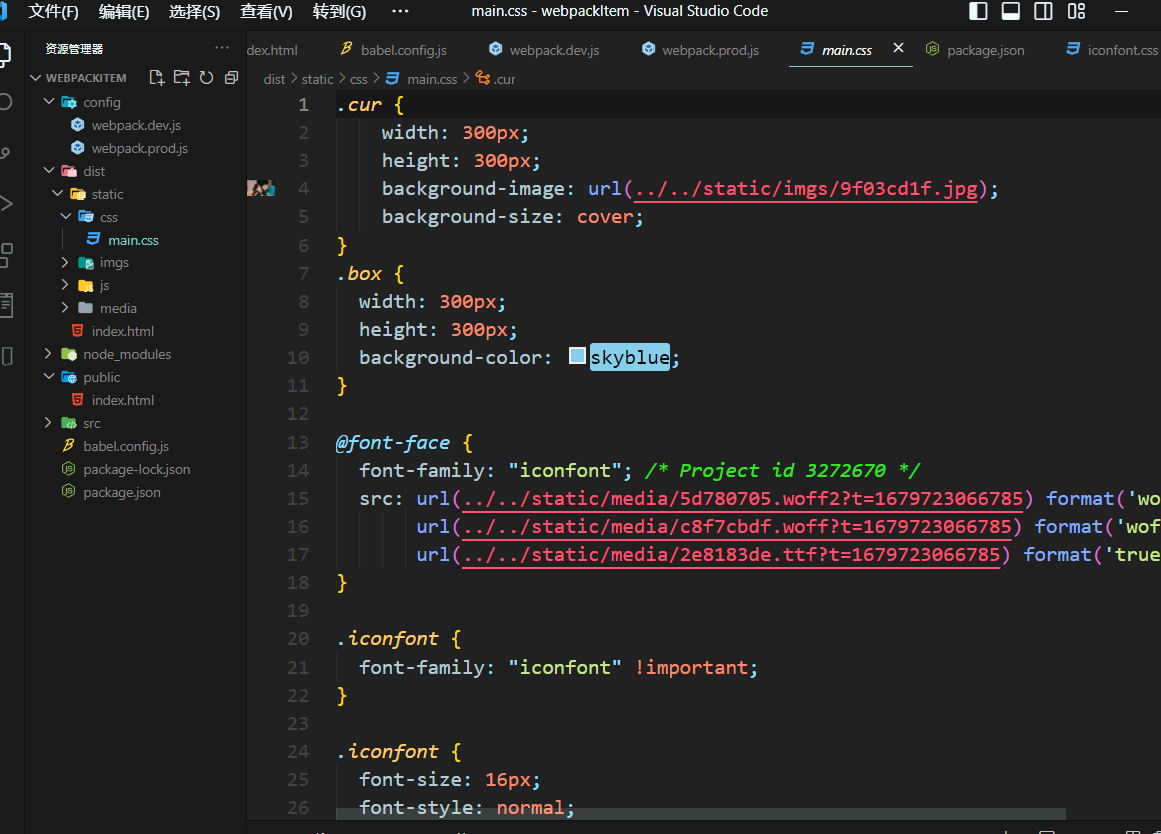 文件(F) 编辑(E) 选择(S) 查看(V) 转到(G) ··· main.css - webpackItem - Visual Studio Code
资源管理器 ···
dex.html babel.config.js webpack.dev.js webpack.prod.js main.css package.json iconfont.css
WEBPACKITEM
dist > static > css > main.css > .cur
config
webpack.dev.js
webpack.prod.js
dist
static
css
main.css
imgs
js
media
index.html
node_modules
public
index.html
src
babel.config.js
package-lock.json
package.json
1 .cur {
2 width: 300px;
3 height: 300px;
4 background-image: url(../../static/imgs/9f03cd1f.jpg);
5 background-size: cover;
6 }
7 .box {
8 width: 300px;
9 height: 300px;
10 background-color: skyblue;
11 }
12
13 @font-face {
14 font-family: "iconfont"; /* Project id 3272670 */
15 src: url(../../static/media/5d780705.woff2?t=1679723066785) format('wo
16 url(../../static/media/c8f7cbdf.woff?t=1679723066785) format('wof
17 url(../../static/media/2e8183de.ttf?t=1679723066785) format('true
18 }
19
20 .iconfont {
21 font-family: "iconfont" !important;
22 }
23
24 .iconfont {
25 font-size: 16px;
26 font-style: normal;